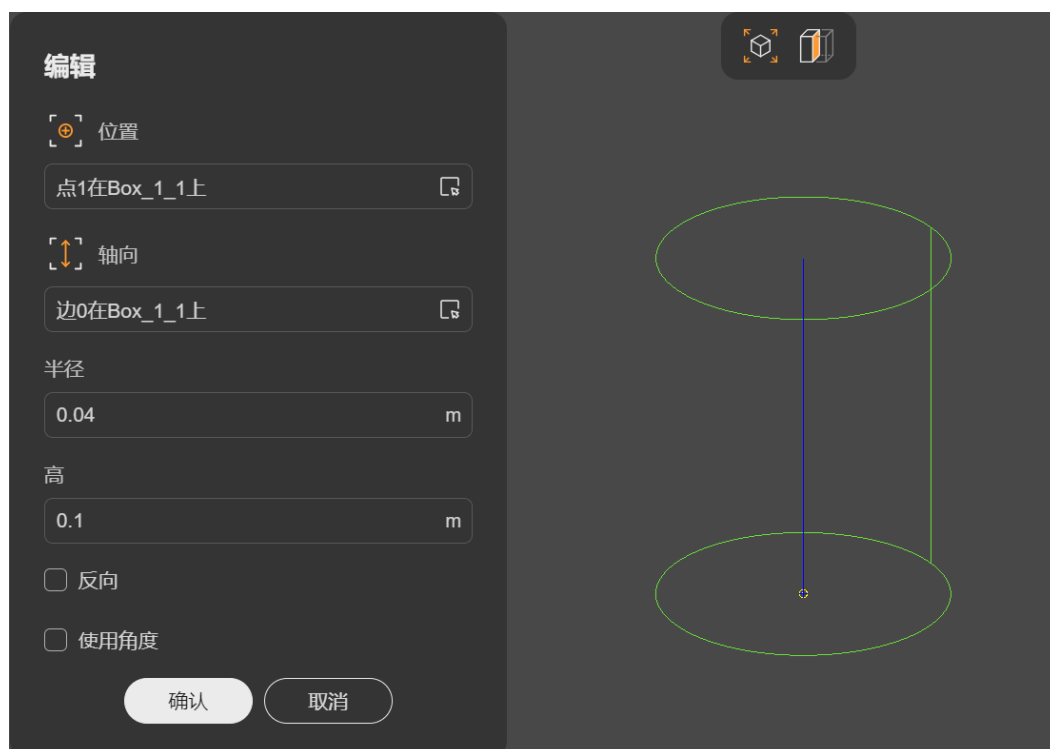 编辑
位置
点1在Box_1_1上
轴向
边0在Box_1_1上
半径
0.04 m
高
0.1 m
反向
使用角度
确认 取消